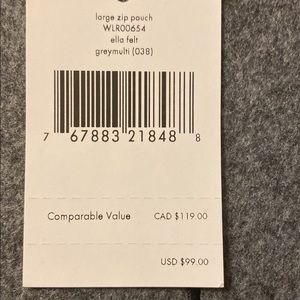 large zip pouch
WLR00654
ella felt
greymulti (038)
7 67883 21848 8
Comparable Value CAD $119.00
USD $99.00